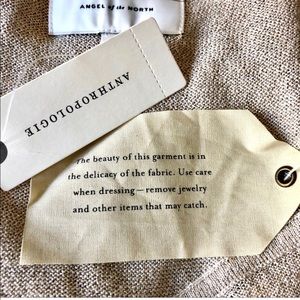 ANGEL of the NORTH
ANTHROPOLOGIE
The beauty of this garment is in
the delicacy of the fabric. Use care
when dressing—remove jewelry
and other items that may catch.